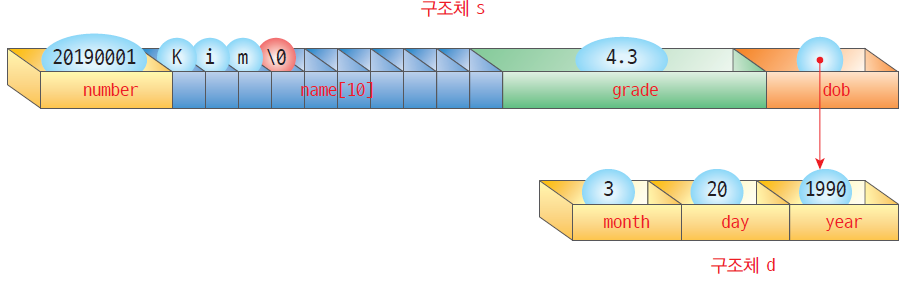 구조체 s
20190001 K i m \0 4.3
number name[10] grade dob
3 20 1990
month day year
구조체 d